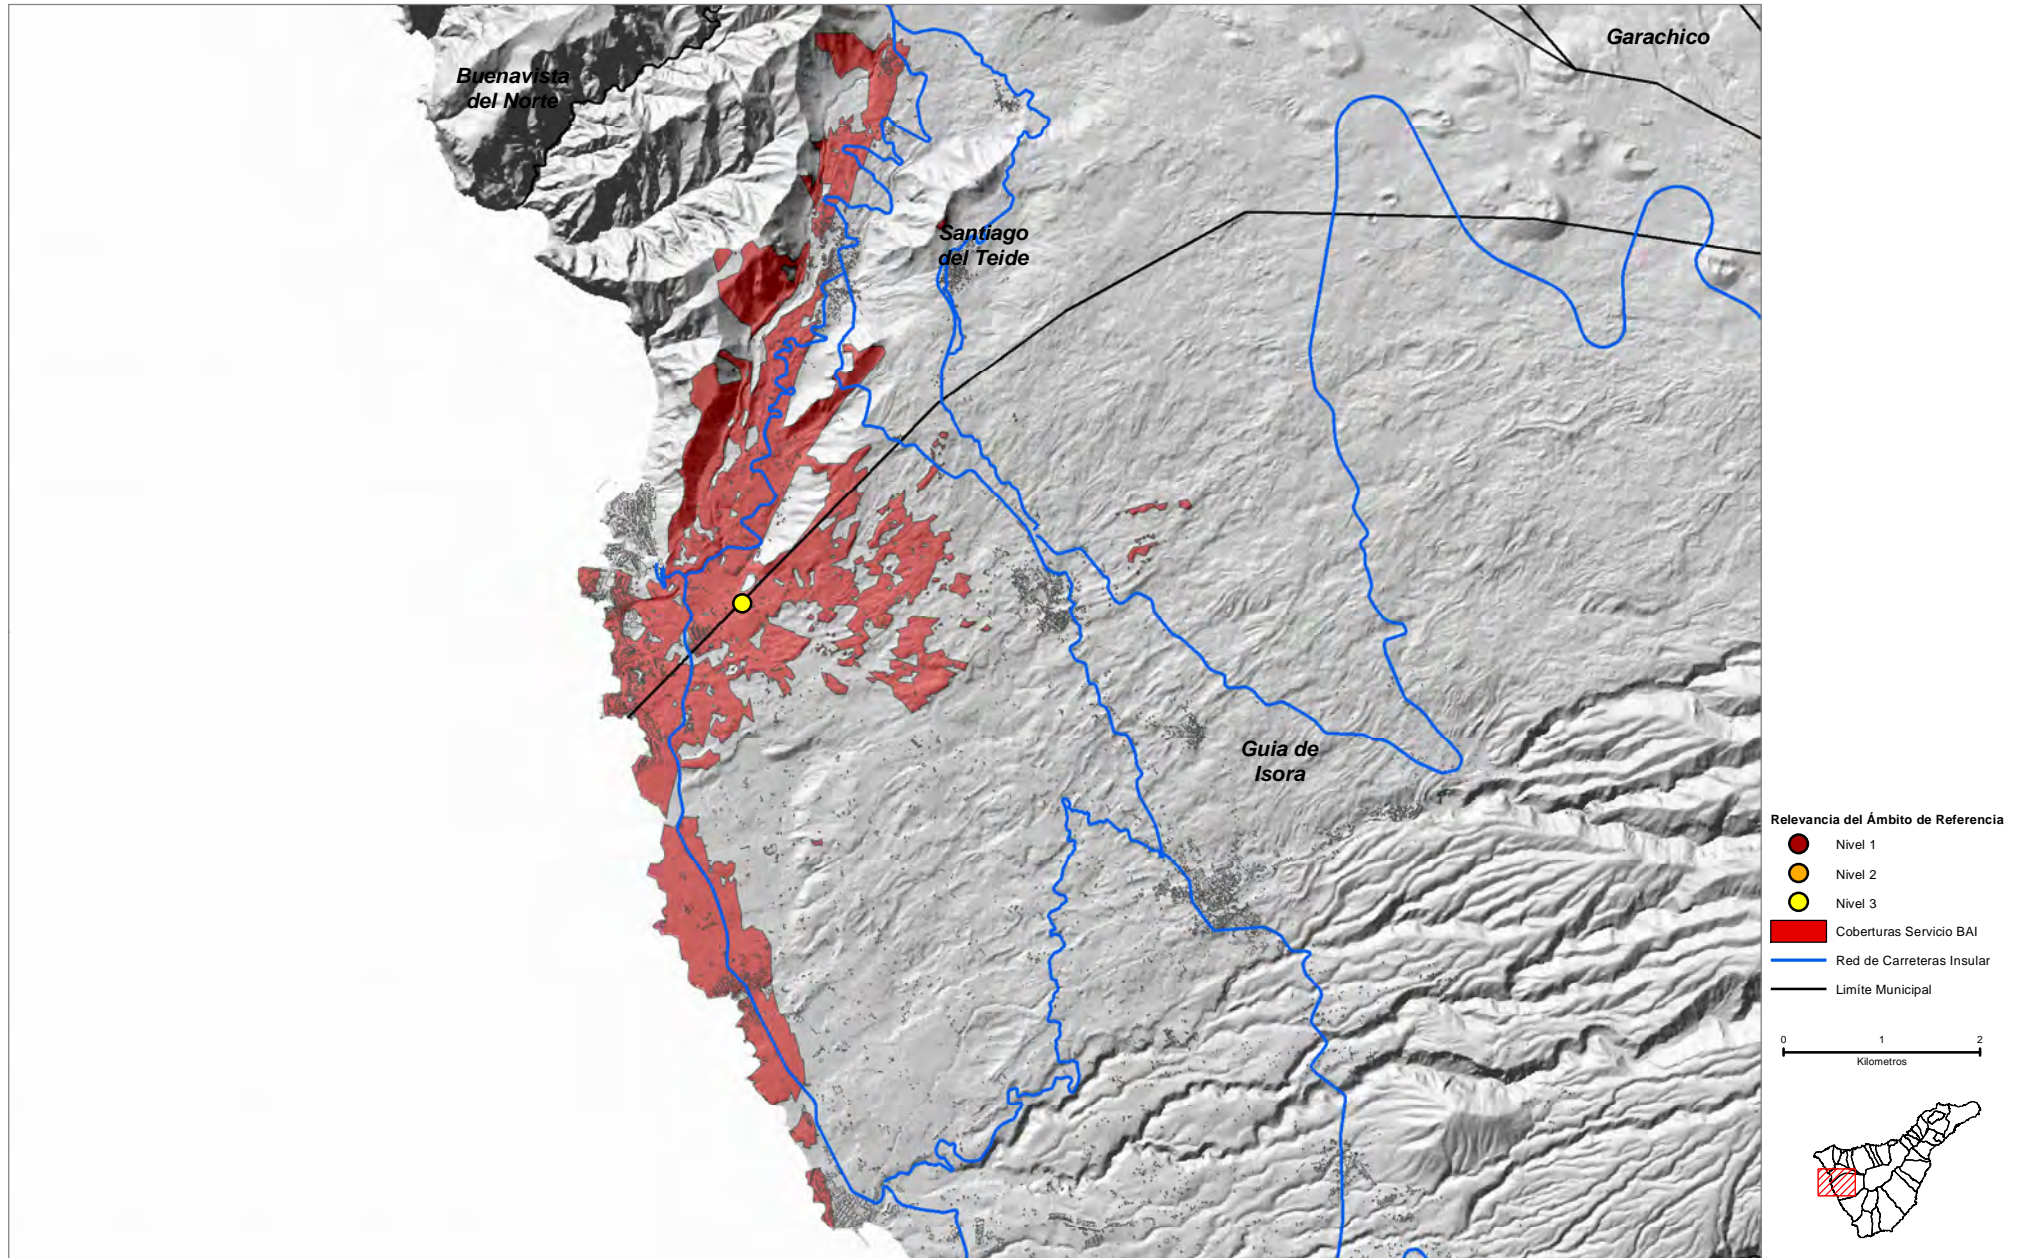 Buenavista
del Norte
Garachico
Santiago
del Teide
Guia de
Isora
Relevancia del Ámbito de Referencia
Nivel 1
Nivel 2
Nivel 3
Coberturas Servicio BAI
Red de Carreteras Insular
Limíte Municipal
0 1 2
Kilometros